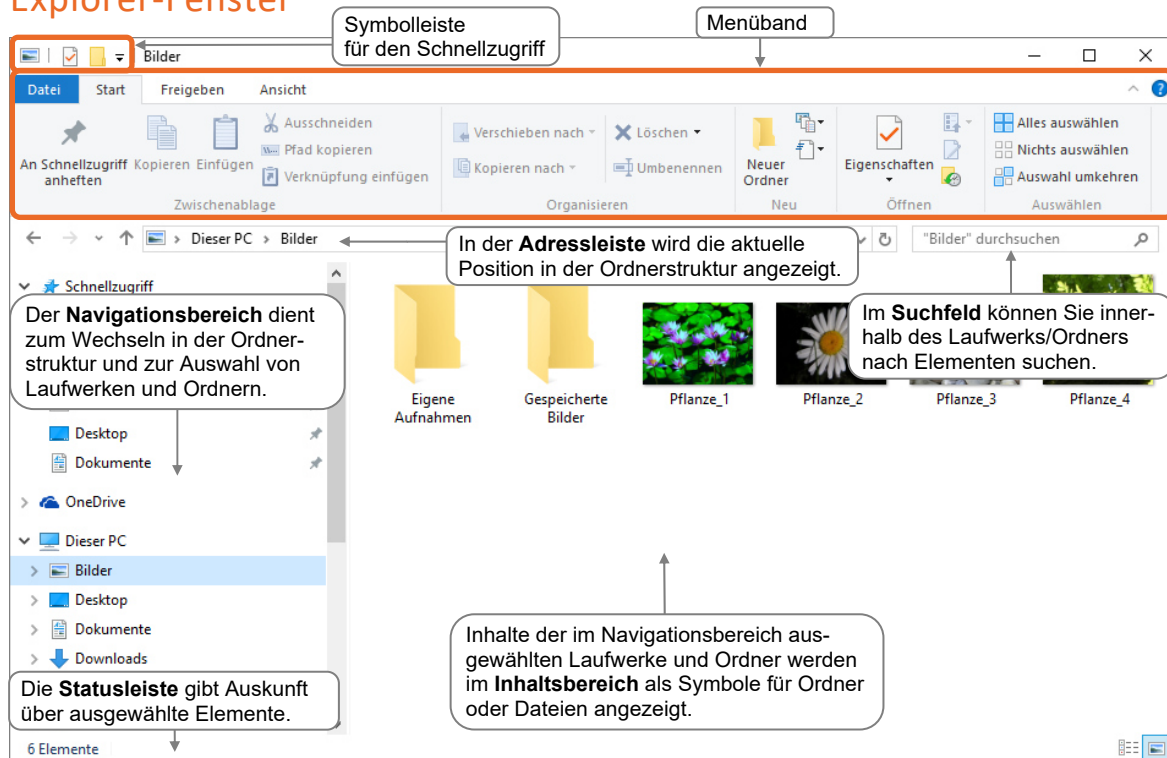 Explorer-Fenster
Symbolleiste
für den Schnellzugriff
Menüband
Bilder
Datei Start Freigeben Ansicht
An Schnellzugriff
anheften
Kopieren
Einfügen
Ausschneiden
Pfad kopieren
Verknüpfung einfügen
Zwischenablage
Verschieben nach
Kopieren nach
Löschen
Umbenennen
Organisieren
Neuer
Ordner
Neu
Eigenschaften
Öffnen
Alles auswählen
Nichts auswählen
Auswahl umkehren
Auswählen
Dieser PC > Bilder
In der Adressleiste wird die aktuelle
Position in der Ordnerstruktur angezeigt.
"Bilder" durchsuchen
Schnellzugriff
Der Navigationsbereich dient
zum Wechseln in der Ordner-
struktur und zur Auswahl von
Laufwerken und Ordnern.
Im Suchfeld können Sie inner-
halb des Laufwerks/Ordners
nach Elementen suchen.
Eigene
Aufnahmen
Gespeicherte
Bilder
Pflanze_1
Pflanze_2
Pflanze_3
Pflanze_4
Desktop
Dokumente
OneDrive
Dieser PC
Bilder
Desktop
Dokumente
Downloads
Inhalte der im Navigationsbereich aus-
gewählten Laufwerke und Ordner werden
im Inhaltsbereich als Symbole für Ordner
oder Dateien angezeigt.
Die Statusleiste gibt Auskunft
über ausgewählte Elemente.
6 Elemente